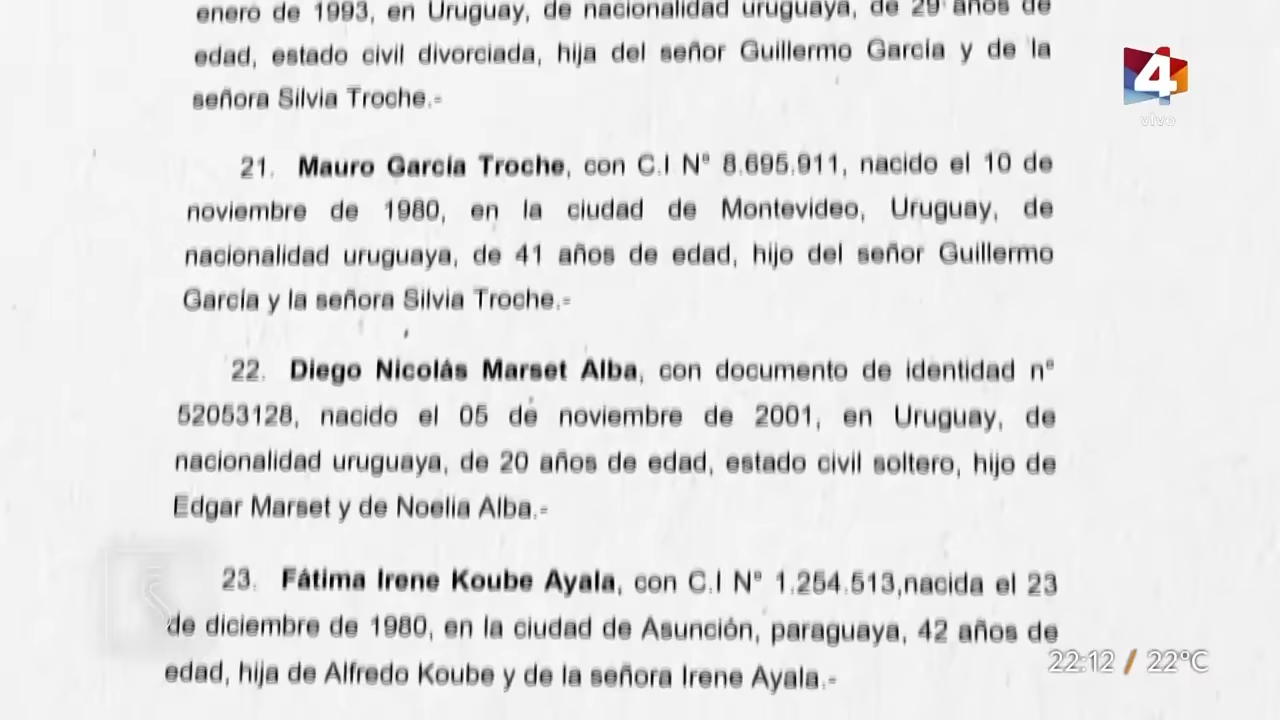 enero de 1993, en Uruguay, de nacionalidad uruguaya, de 29 años de
edad, estado civil divorciada, hija del señor Guillermo García y de la
señora Silvia Troche.-
4
vivo
21. Mauro García Troche, con C.I Nº 8.695.911, nacido el 10 de
noviembre de 1980, en la ciudad de Montevideo, Uruguay, de
nacionalidad uruguaya, de 41 años de edad, hijo del señor Guillermo
García y la señora Silvia Troche.-
22. Diego Nicolás Marset Alba, con documento de identidad nº
52053128, nacido el 05 de noviembre de 2001, en Uruguay, de
nacionalidad uruguaya, de 20 años de edad, estado civil soltero, hijo de
Edgar Marset y de Noelia Alba.-
23. Fátima Irene Koube Ayala, con C.I Nº 1.254.513,nacida el 23
de diciembre de 1980, en la ciudad de Asunción, paraguaya, 42 años de
edad, hija de Alfredo Koube y de la señora Irene Ayala.-
22:12 / 22°C